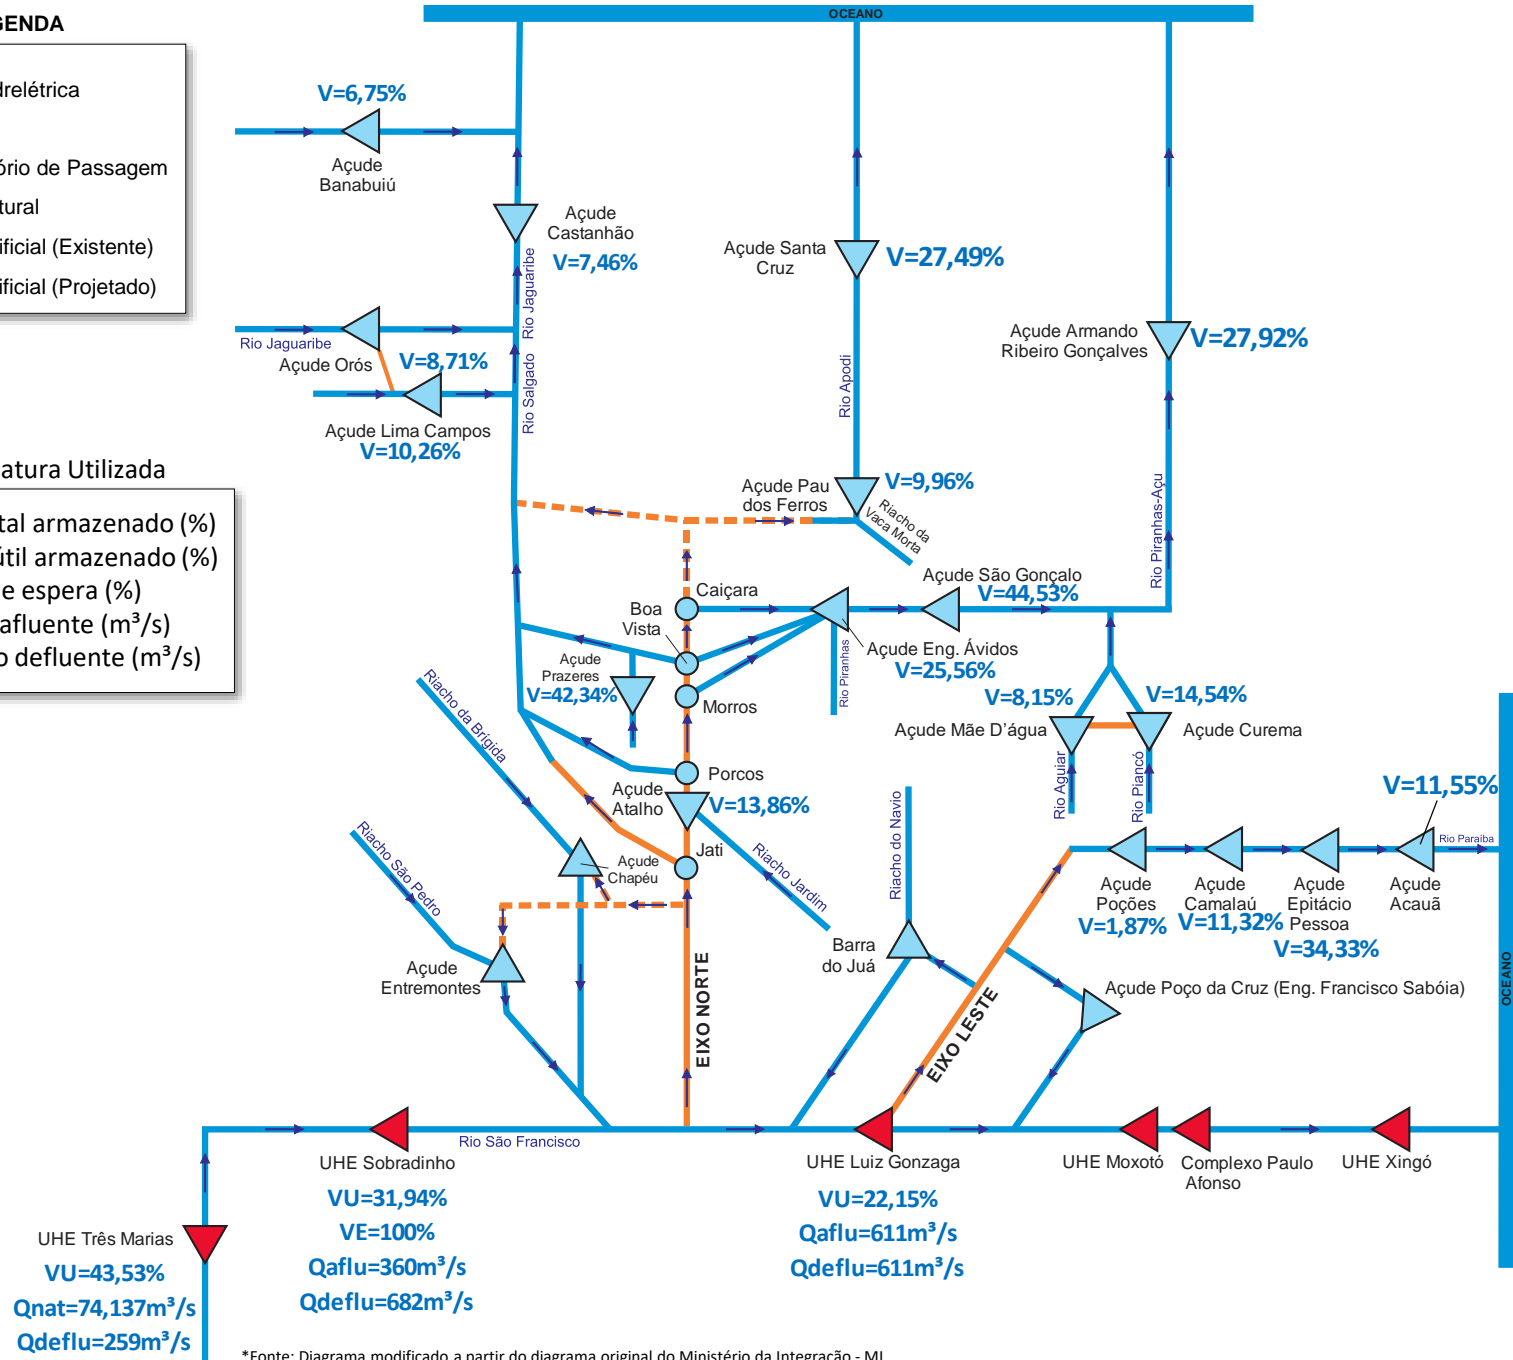 OCEANO
GENDA
drelétrica
ório de Passagem
tural
ificial (Existente)
ificial (Projetado)
V=6,75%
Açude
Banabuiú
Açude
Castanhão
V=7,46%
Rio Jaguaribe
Açude Santa
Cruz
V=27,49%
Açude Armando
Ribeiro Gonçalves
V=27,92%
Rio Jaguaribe
Açude Orós
V=8,71%
Rio Salgado
Rio Apodi
Açude Lima Campos
V=10,26%
atura Utilizada
tal armazenado (%)
útil armazenado (%)
e espera (%)
afluente (m³/s)
o defluente (m³/s)
Açude Pau
dos Ferros
V=9,96%
Riacho da
Vaca Morta
Rio Piranhas-Açu
Açude São Gonçalo
V=44,53%
Caiçara
Boa
Vista
Açude Eng. Ávidos
V=25,56%
Rio Piranhas
Açude
Prazeres
V=42,34%
Morros
V=8,15%
V=14,54%
Açude Mãe D’água
Açude Curema
Riacho da Brígida
Porcos
Açude
Atalho
V=13,86%
Rio Aguiar
Rio Piancó
V=11,55%
Riacho São Pedro
Açude
Chapéu
Jati
Riacho Jardim
Riacho do Navio
Rio Paraíba
Açude
Poções
V=1,87%
Açude
Camalaú
V=11,32%
Açude
Epitácio
Pessoa
V=34,33%
Açude
Acauã
Açude
Entremontes
Barra
do Juá
EIXO NORTE
EIXO LESTE
Açude Poço da Cruz (Eng. Francisco Sabóia)
OCEANO
Rio São Francisco
UHE Sobradinho
VU=31,94%
VE=100%
Qaflu=360m³/s
Qdeflu=682m³/s
UHE Luiz Gonzaga
VU=22,15%
Qaflu=611m³/s
Qdeflu=611m³/s
UHE Moxotó
Complexo Paulo
Afonso
UHE Xingó
UHE Três Marias
VU=43,53%
Qnat=74,137m³/s
Qdeflu=259m³/s
*Fonte: Diagrama modificado a partir do diagrama original do Ministério da Integração - MI